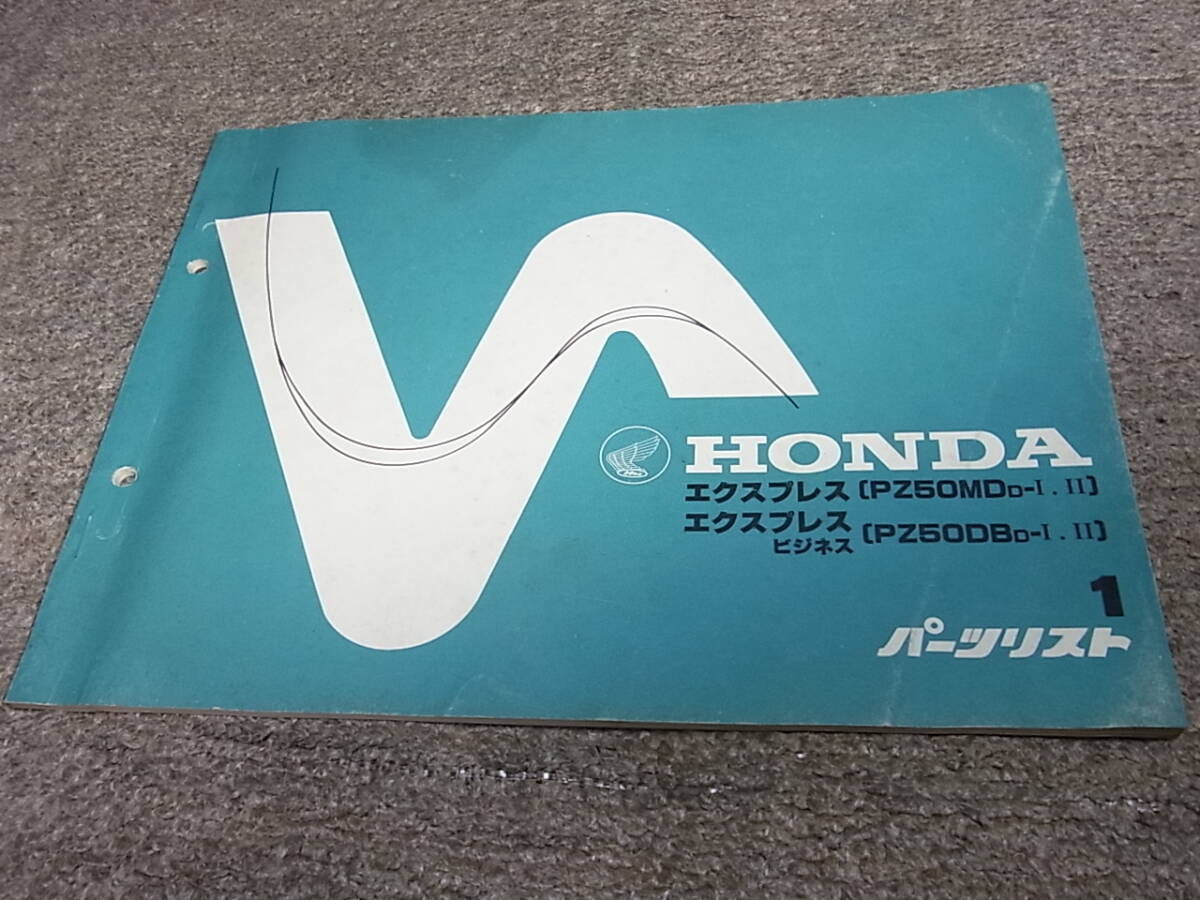 HONDA
エクスプレス〔PZ50MDD-I.II〕
エクスプレス
ビジネス〔PZ50DBD-I.II〕
1
パーツリスト